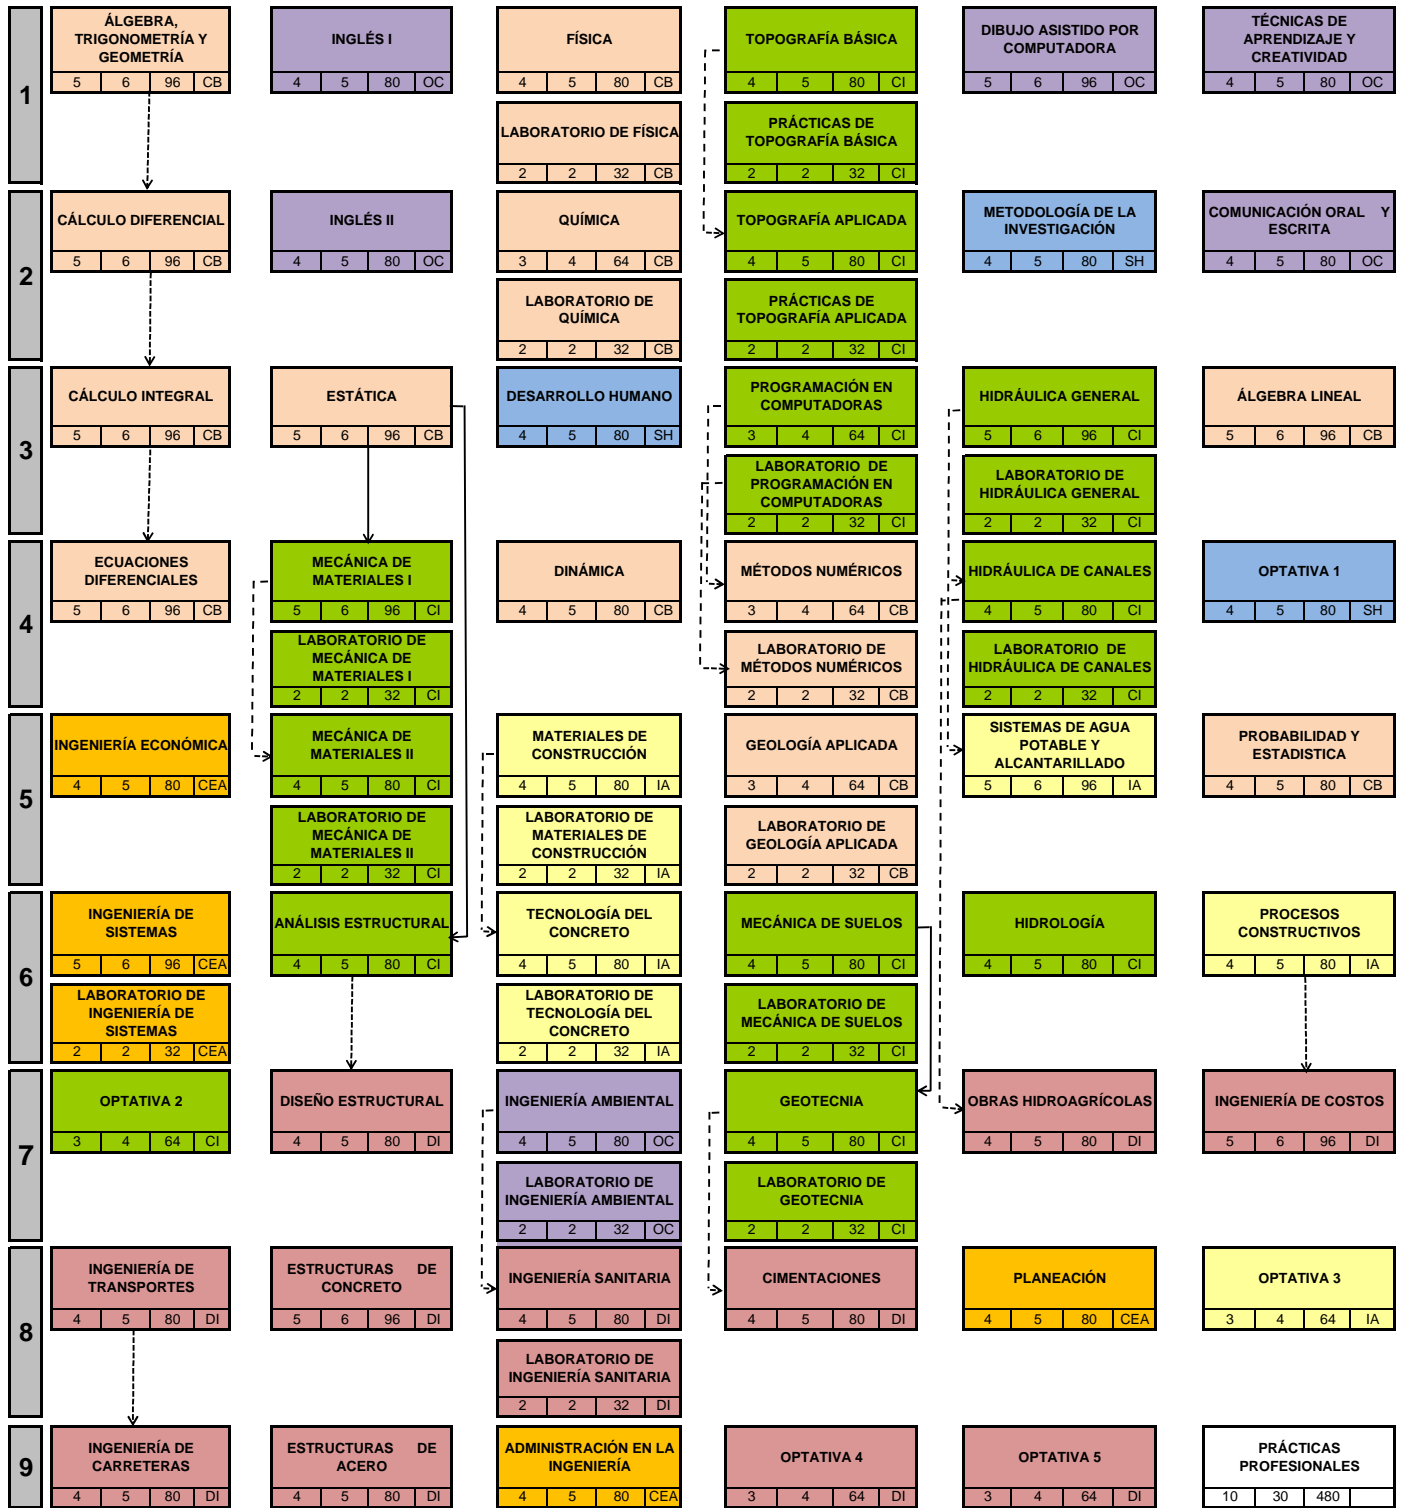 1
ÁLGEBRA,
TRIGONOMETRÍA Y
GEOMETRÍA
5 6 96 CB
INGLÉS I
4 5 80 OC
FÍSICA
4 5 80 CB
TOPOGRAFÍA BÁSICA
4 5 80 CI
DIBUJO ASISTIDO POR
COMPUTADORA
5 6 96 OC
TÉCNICAS DE
APRENDIZAJE Y
CREATIVIDAD
4 5 80 OC
LABORATORIO DE FÍSICA
2 2 32 CB
PRÁCTICAS DE
TOPOGRAFÍA BÁSICA
2 2 32 CI
2
CÁLCULO DIFERENCIAL
5 6 96 CB
INGLÉS II
4 5 80 OC
QUÍMICA
3 4 64 CB
TOPOGRAFÍA APLICADA
4 5 80 CI
METODOLOGÍA DE LA
INVESTIGACIÓN
4 5 80 SH
COMUNICACIÓN ORAL Y
ESCRITA
4 5 80 OC
LABORATORIO DE
QUÍMICA
2 2 32 CB
PRÁCTICAS DE
TOPOGRAFÍA APLICADA
2 2 32 CI
3
CÁLCULO INTEGRAL
5 6 96 CB
ESTÁTICA
5 6 96 CB
DESARROLLO HUMANO
4 5 80 SH
PROGRAMACIÓN EN
COMPUTADORAS
3 4 64 CI
HIDRÁULICA GENERAL
5 6 96 CI
ÁLGEBRA LINEAL
5 6 96 CB
LABORATORIO DE
PROGRAMACIÓN EN
COMPUTADORAS
2 2 32 CI
LABORATORIO DE
HIDRÁULICA GENERAL
2 2 32 CI
4
ECUACIONES
DIFERENCIALES
5 6 96 CB
MECÁNICA DE
MATERIALES I
5 6 96 CI
DINÁMICA
4 5 80 CB
MÉTODOS NUMÉRICOS
3 4 64 CB
HIDRÁULICA DE CANALES
4 5 80 CI
OPTATIVA 1
4 5 80 SH
LABORATORIO DE
MECÁNICA DE
MATERIALES I
2 2 32 CI
LABORATORIO DE
MÉTODOS NUMÉRICOS
2 2 32 CB
LABORATORIO DE
HIDRÁULICA DE CANALES
2 2 32 CI
5
INGENIERÍA ECONÓMICA
4 5 80 CEA
MECÁNICA DE
MATERIALES II
4 5 80 CI
MATERIALES DE
CONSTRUCCIÓN
4 5 80 IA
GEOLOGÍA APLICADA
3 4 64 CB
SISTEMAS DE AGUA
POTABLE Y
ALCANTARILLADO
5 6 96 IA
PROBABILIDAD Y
ESTADISTICA
4 5 80 CB
LABORATORIO DE
MECÁNICA DE
MATERIALES II
2 2 32 CI
LABORATORIO DE
MATERIALES DE
CONSTRUCCIÓN
2 2 32 IA
LABORATORIO DE
GEOLOGÍA APLICADA
2 2 32 CB
6
INGENIERÍA DE
SISTEMAS
5 6 96 CEA
ANÁLISIS ESTRUCTURAL
4 5 80 CI
TECNOLOGÍA DEL
CONCRETO
4 5 80 IA
MECÁNICA DE SUELOS
4 5 80 CI
HIDROLOGÍA
4 5 80 CI
PROCESOS
CONSTRUCTIVOS
4 5 80 IA
LABORATORIO DE
INGENIERÍA DE
SISTEMAS
2 2 32 CEA
LABORATORIO DE
TECNOLOGÍA DEL
CONCRETO
2 2 32 IA
LABORATORIO DE
MECÁNICA DE SUELOS
2 2 32 CI
7
OPTATIVA 2
3 4 64 CI
DISEÑO ESTRUCTURAL
4 5 80 DI
INGENIERÍA AMBIENTAL
4 5 80 OC
GEOTECNIA
4 5 80 CI
OBRAS HIDROAGRÍCOLAS
4 5 80 DI
INGENIERÍA DE COSTOS
5 6 96 DI
LABORATORIO DE
INGENIERÍA AMBIENTAL
2 2 32 OC
LABORATORIO DE
GEOTECNIA
2 2 32 CI
8
INGENIERÍA DE
TRANSPORTES
4 5 80 DI
ESTRUCTURAS DE
CONCRETO
5 6 96 DI
INGENIERÍA SANITARIA
4 5 80 DI
CIMENTACIONES
4 5 80 DI
PLANEACIÓN
4 5 80 CEA
OPTATIVA 3
3 4 64 IA
LABORATORIO DE
INGENIERÍA SANITARIA
2 2 32 DI
9
INGENIERÍA DE
CARRETERAS
4 5 80 DI
ESTRUCTURAS DE
ACERO
4 5 80 DI
ADMINISTRACIÓN EN LA
INGENIERÍA
4 5 80 CEA
OPTATIVA 4
3 4 64 DI
OPTATIVA 5
3 4 64 DI
PRÁCTICAS
PROFESIONALES
10 30 480